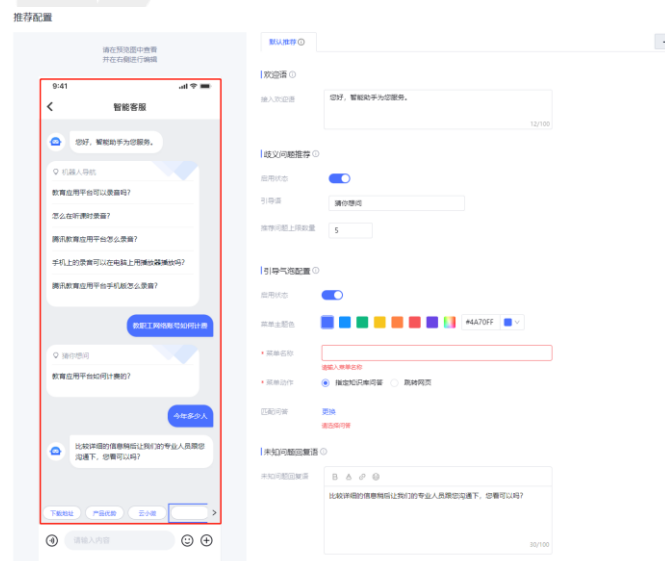 推荐配置
请在预览图中查看
并在右侧进行编辑
9:41
智能客服
您好，智能助手为您服务。
机器人导航
教育应用平台可以录音吗?
怎么在听课时录音?
腾讯教育应用平台怎么录音?
手机上的录音可以在电脑上用播放器播放吗?
腾讯教育应用平台手机版怎么录音?
教职工网络账号如何计费
猜你想问
教育应用平台如何计费的?
今年多少人
比较详细的信息稍后让我们的专业人员跟您
沟通下，您看可以吗?
下载地址
产品优势
云小微
请输入内容
默认推荐
欢迎语
输入欢迎语
您好，智能助手为您服务。
12/100
歧义问题推荐
启用状态
引导语
猜你想问
推荐问题上限数量
5
引导气泡配置
启用状态
菜单主题色
#4A70FF
* 菜单名称
请输入菜单名称
* 菜单动作
指定知识库问答
跳转网页
匹配问答
更换
请选择问答
未知问题回复语
未知问题回复语
B
比较详细的信息稍后让我们的专业人员跟您沟通下，您看可以吗?
30/100